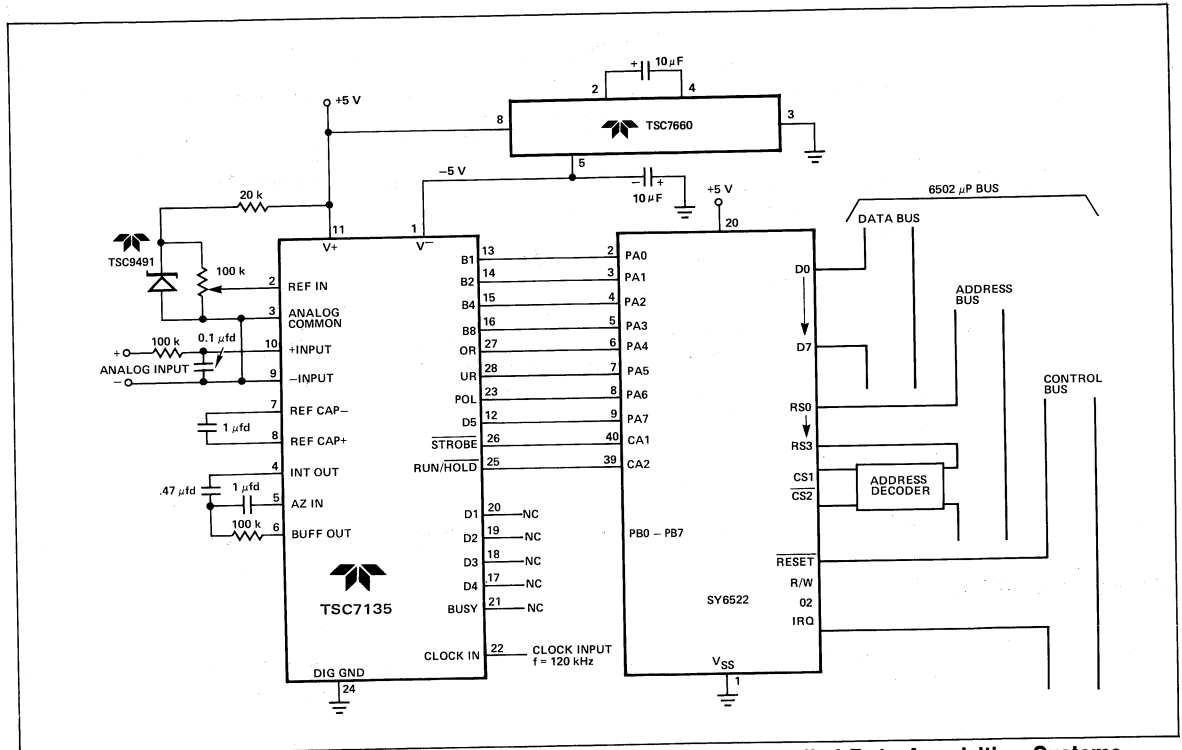 + 10 µF
2 4
+5 V
8 TSC7660 3
5
−5 V
− +
10 µF
+5 V
6502 µP BUS
20 k
DATA BUS
11 1 20
V+ V−
TSC9491
B1 13 2 PA0
D0
100 k
B2 14 3 PA1
2 REF IN
ADDRESS
BUS
B4 15 4 PA2
3 ANALOG
COMMON
B8 16 5 PA3
100 k 0.1 µfd
+ 10 +INPUT
OR 27 6 PA4
D7
ANALOG INPUT
− 9 −INPUT
UR 28 7 PA5
CONTROL
BUS
POL 23 8 PA6
7 REF CAP−
D5 12 9 PA7
RS0
1 µfd
8 REF CAP+
STROBE 26 40 CA1
RS3
4 INT OUT
RUN/HOLD 25 39 CA2
CS1 ADDRESS
DECODER
.47 µfd 1 µfd
5 AZ IN
CS2
D1 20 NC
100 k
6 BUFF OUT
D2 19 NC
PB0 – PB7
D3 18 NC
RESET
D4 17 NC
R/W
TSC7135
BUSY 21 NC
SY6522
02
IRQ
CLOCK IN 22 CLOCK INPUT
f = 120 kHz
DIG GND
24
VSS
1
Data Acquisition Systems